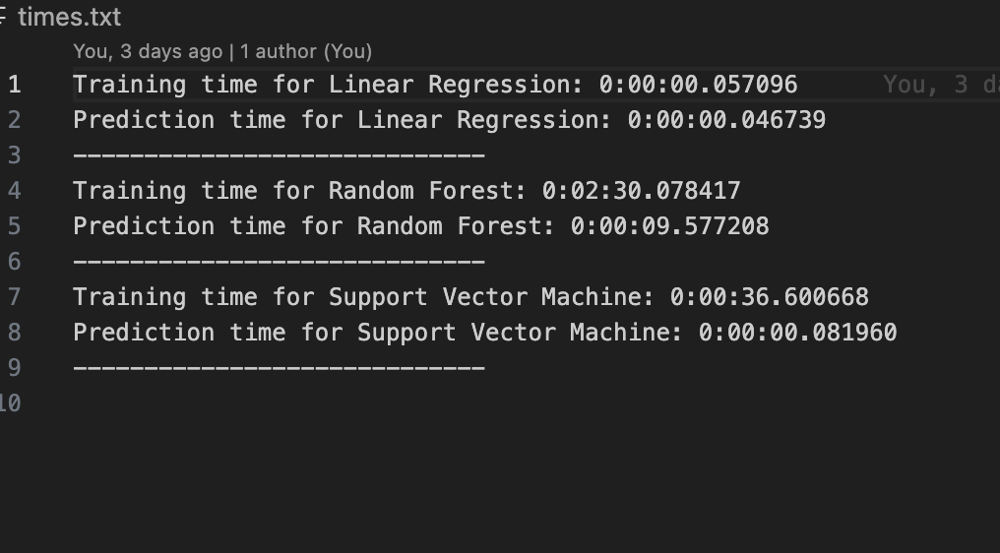 times.txt
You, 3 days ago | 1 author (You)
1 Training time for Linear Regression: 0:00:00.057096 You, 3 d
2 Prediction time for Linear Regression: 0:00:00.046739
3 -----------------------------
4 Training time for Random Forest: 0:02:30.078417
5 Prediction time for Random Forest: 0:00:09.577208
6 -----------------------------
7 Training time for Support Vector Machine: 0:00:36.600668
8 Prediction time for Support Vector Machine: 0:00:00.081960
9 -----------------------------
10